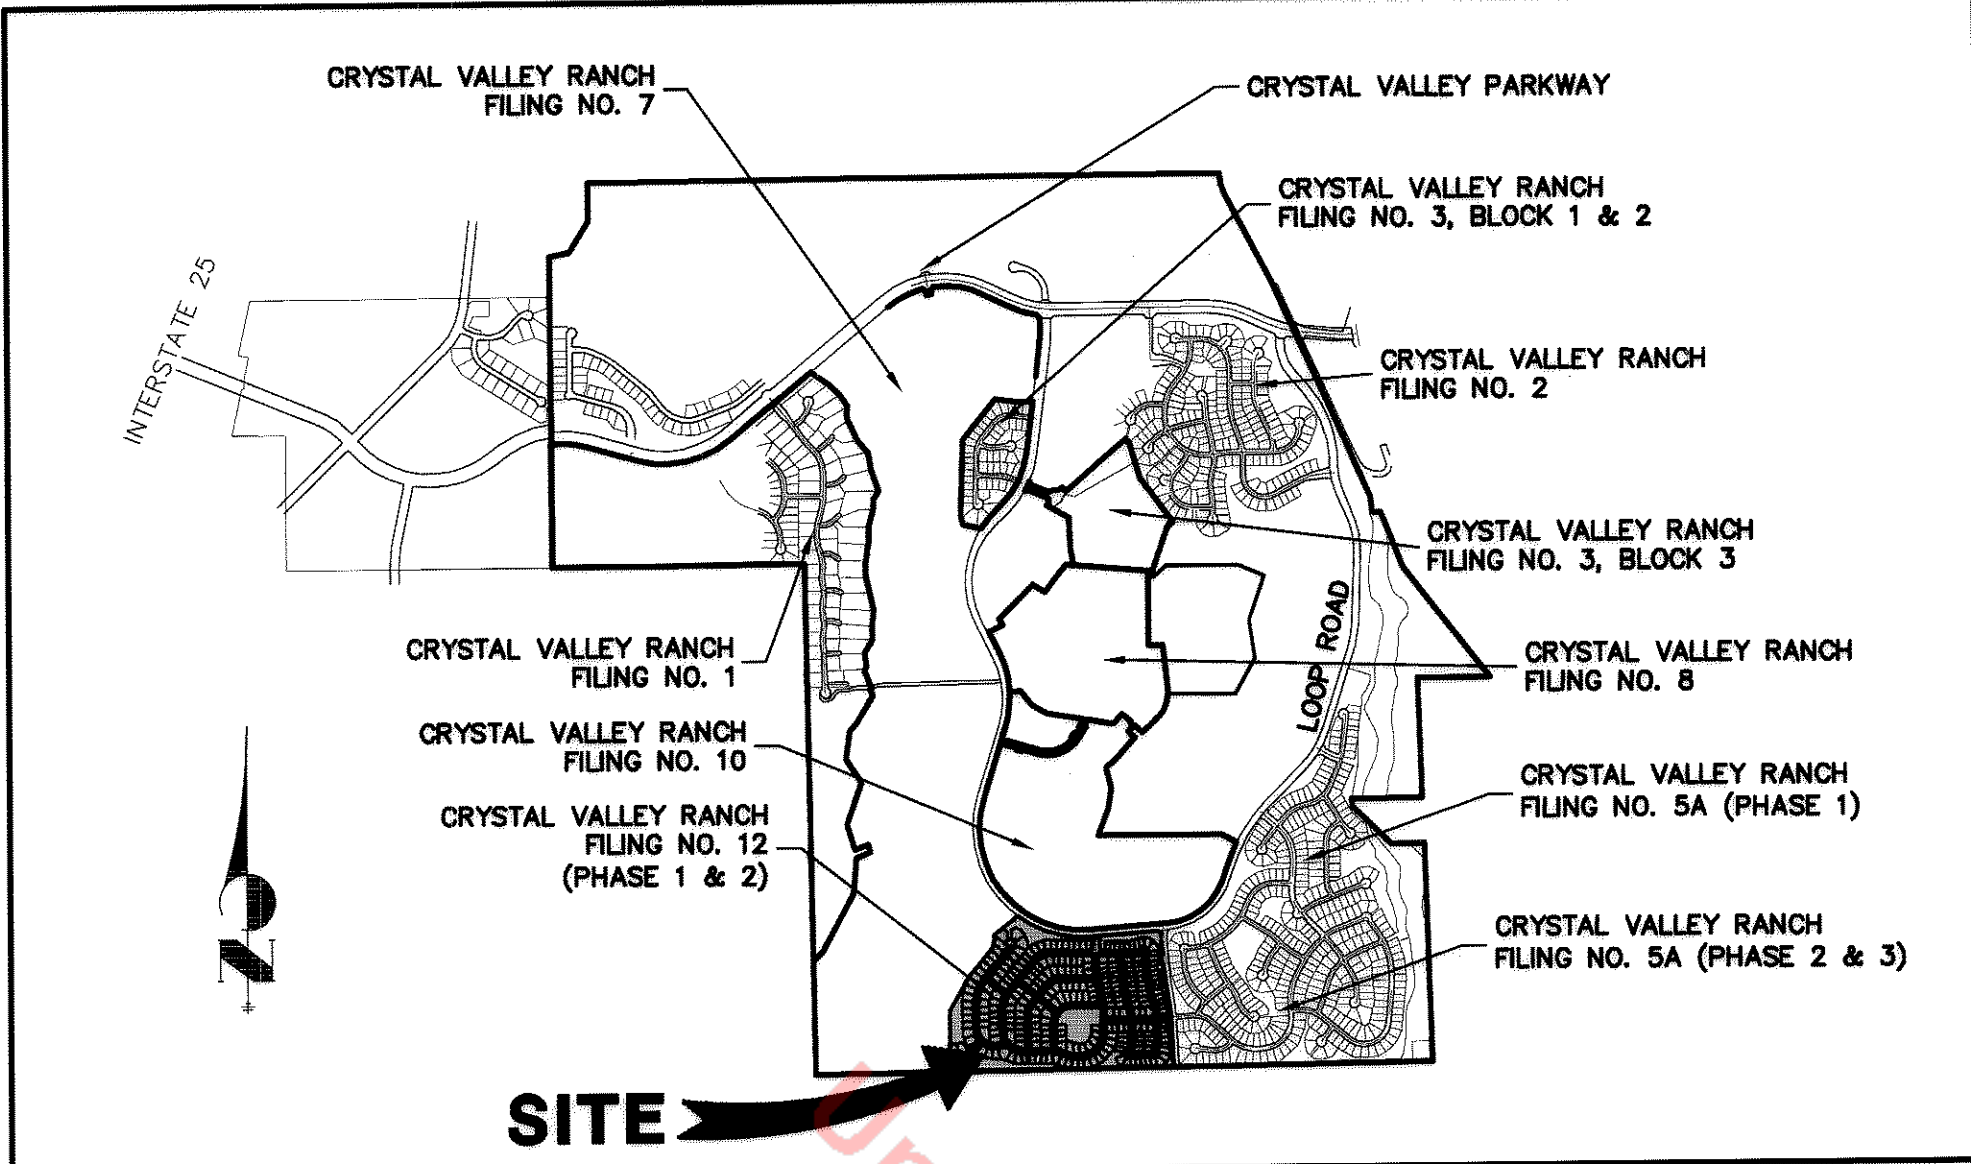 CRYSTAL VALLEY RANCH
FILING NO. 7
CRYSTAL VALLEY PARKWAY
CRYSTAL VALLEY RANCH
FILING NO. 3, BLOCK 1 & 2
INTERSTATE 25
CRYSTAL VALLEY RANCH
FILING NO. 2
CRYSTAL VALLEY RANCH
FILING NO. 3, BLOCK 3
LOOP ROAD
CRYSTAL VALLEY RANCH
FILING NO. 1
CRYSTAL VALLEY RANCH
FILING NO. 8
CRYSTAL VALLEY RANCH
FILING NO. 10
CRYSTAL VALLEY RANCH
FILING NO. 5A (PHASE 1)
CRYSTAL VALLEY RANCH
FILING NO. 12
(PHASE 1 & 2)
CRYSTAL VALLEY RANCH
FILING NO. 5A (PHASE 2 & 3)
N
SITE